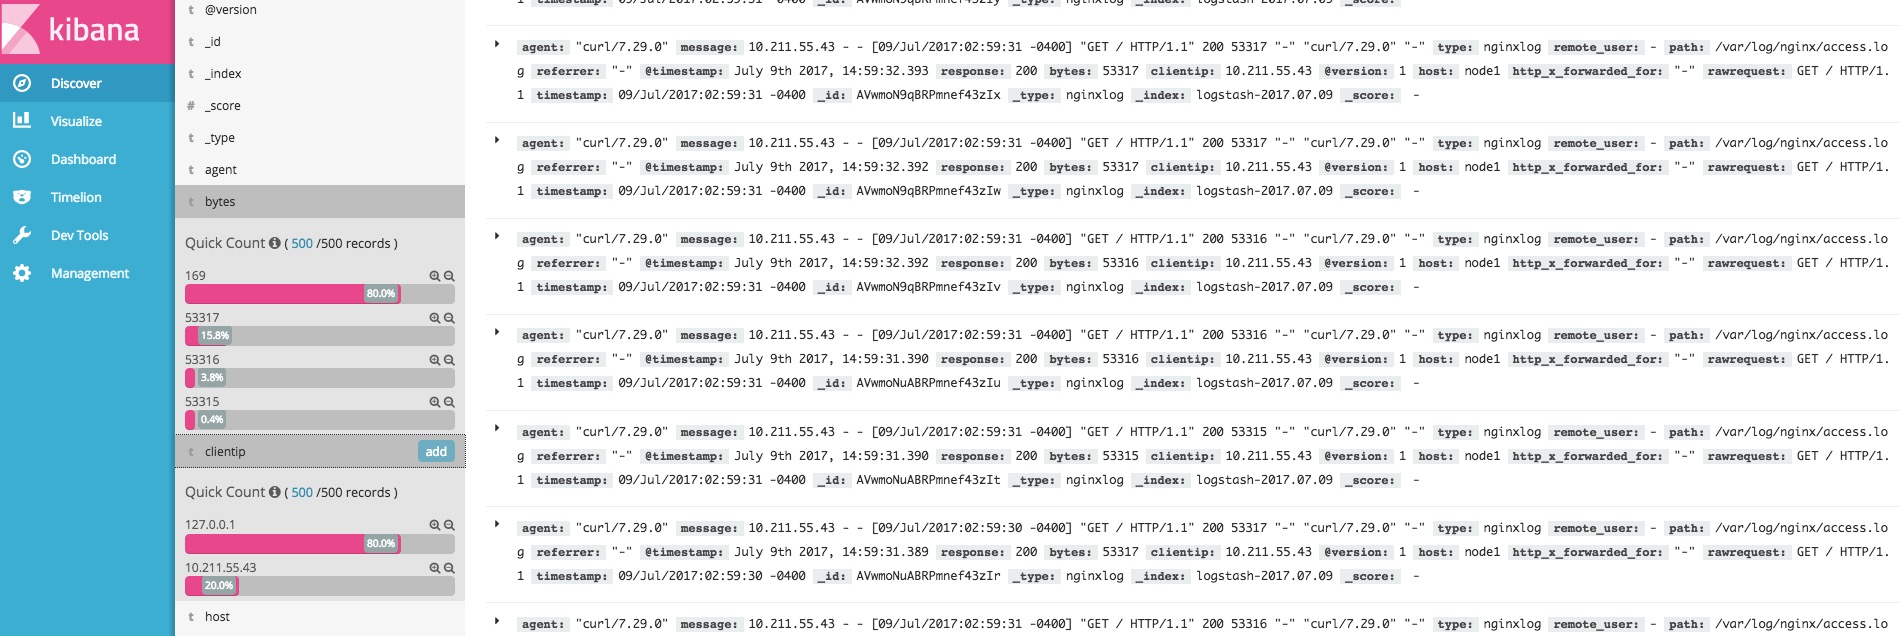 kibana
Discover
Visualize
Dashboard
Timelion
Dev Tools
Management
t @version
t _id
t _index
# _score
t _type
t agent
t bytes
Quick Count ( 500 /500 records )
169
80.0%
53317
15.8%
53316
3.8%
53315
0.4%
t clientip add
Quick Count ( 500 /500 records )
127.0.0.1
80.0%
10.211.55.43
20.0%
t host
1 timestamp: 09/Jul/2017:02:59:31 -0400 _id: AVwmoN9qBRPmnef43zIy _type: nginxlog _index: logstash-2017.07.09 _score: -
agent: "curl/7.29.0" message: 10.211.55.43 - - [09/Jul/2017:02:59:31 -0400] "GET / HTTP/1.1" 200 53317 "-" "curl/7.29.0" "-" type: nginxlog remote_user: - path: /var/log/nginx/access.lo
g referrer: "-" @timestamp: July 9th 2017, 14:59:32.393 response: 200 bytes: 53317 clientip: 10.211.55.43 @version: 1 host: node1 http_x_forwarded_for: "-" rawrequest: GET / HTTP/1.
1 timestamp: 09/Jul/2017:02:59:31 -0400 _id: AVwmoN9qBRPmnef43zIx _type: nginxlog _index: logstash-2017.07.09 _score: -
agent: "curl/7.29.0" message: 10.211.55.43 - - [09/Jul/2017:02:59:31 -0400] "GET / HTTP/1.1" 200 53317 "-" "curl/7.29.0" "-" type: nginxlog remote_user: - path: /var/log/nginx/access.lo
g referrer: "-" @timestamp: July 9th 2017, 14:59:32.392 response: 200 bytes: 53317 clientip: 10.211.55.43 @version: 1 host: node1 http_x_forwarded_for: "-" rawrequest: GET / HTTP/1.
1 timestamp: 09/Jul/2017:02:59:31 -0400 _id: AVwmoN9qBRPmnef43zIw _type: nginxlog _index: logstash-2017.07.09 _score: -
agent: "curl/7.29.0" message: 10.211.55.43 - - [09/Jul/2017:02:59:31 -0400] "GET / HTTP/1.1" 200 53316 "-" "curl/7.29.0" "-" type: nginxlog remote_user: - path: /var/log/nginx/access.lo
g referrer: "-" @timestamp: July 9th 2017, 14:59:32.392 response: 200 bytes: 53316 clientip: 10.211.55.43 @version: 1 host: node1 http_x_forwarded_for: "-" rawrequest: GET / HTTP/1.
1 timestamp: 09/Jul/2017:02:59:31 -0400 _id: AVwmoN9qBRPmnef43zIv _type: nginxlog _index: logstash-2017.07.09 _score: -
agent: "curl/7.29.0" message: 10.211.55.43 - - [09/Jul/2017:02:59:31 -0400] "GET / HTTP/1.1" 200 53316 "-" "curl/7.29.0" "-" type: nginxlog remote_user: - path: /var/log/nginx/access.lo
g referrer: "-" @timestamp: July 9th 2017, 14:59:31.390 response: 200 bytes: 53316 clientip: 10.211.55.43 @version: 1 host: node1 http_x_forwarded_for: "-" rawrequest: GET / HTTP/1.
1 timestamp: 09/Jul/2017:02:59:31 -0400 _id: AVwmoNuABRPmnef43zIu _type: nginxlog _index: logstash-2017.07.09 _score: -
agent: "curl/7.29.0" message: 10.211.55.43 - - [09/Jul/2017:02:59:31 -0400] "GET / HTTP/1.1" 200 53315 "-" "curl/7.29.0" "-" type: nginxlog remote_user: - path: /var/log/nginx/access.lo
g referrer: "-" @timestamp: July 9th 2017, 14:59:31.390 response: 200 bytes: 53315 clientip: 10.211.55.43 @version: 1 host: node1 http_x_forwarded_for: "-" rawrequest: GET / HTTP/1.
1 timestamp: 09/Jul/2017:02:59:31 -0400 _id: AVwmoNuABRPmnef43zIt _type: nginxlog _index: logstash-2017.07.09 _score: -
agent: "curl/7.29.0" message: 10.211.55.43 - - [09/Jul/2017:02:59:30 -0400] "GET / HTTP/1.1" 200 53317 "-" "curl/7.29.0" "-" type: nginxlog remote_user: - path: /var/log/nginx/access.lo
g referrer: "-" @timestamp: July 9th 2017, 14:59:31.389 response: 200 bytes: 53317 clientip: 10.211.55.43 @version: 1 host: node1 http_x_forwarded_for: "-" rawrequest: GET / HTTP/1.
1 timestamp: 09/Jul/2017:02:59:30 -0400 _id: AVwmoNuABRPmnef43zIr _type: nginxlog _index: logstash-2017.07.09 _score: -
agent: "curl/7.29.0" message: 10.211.55.43 - - [09/Jul/2017:02:59:31 -0400] "GET / HTTP/1.1" 200 53316 "-" "curl/7.29.0" "-" type: nginxlog remote_user: - path: /var/log/nginx/access.lo